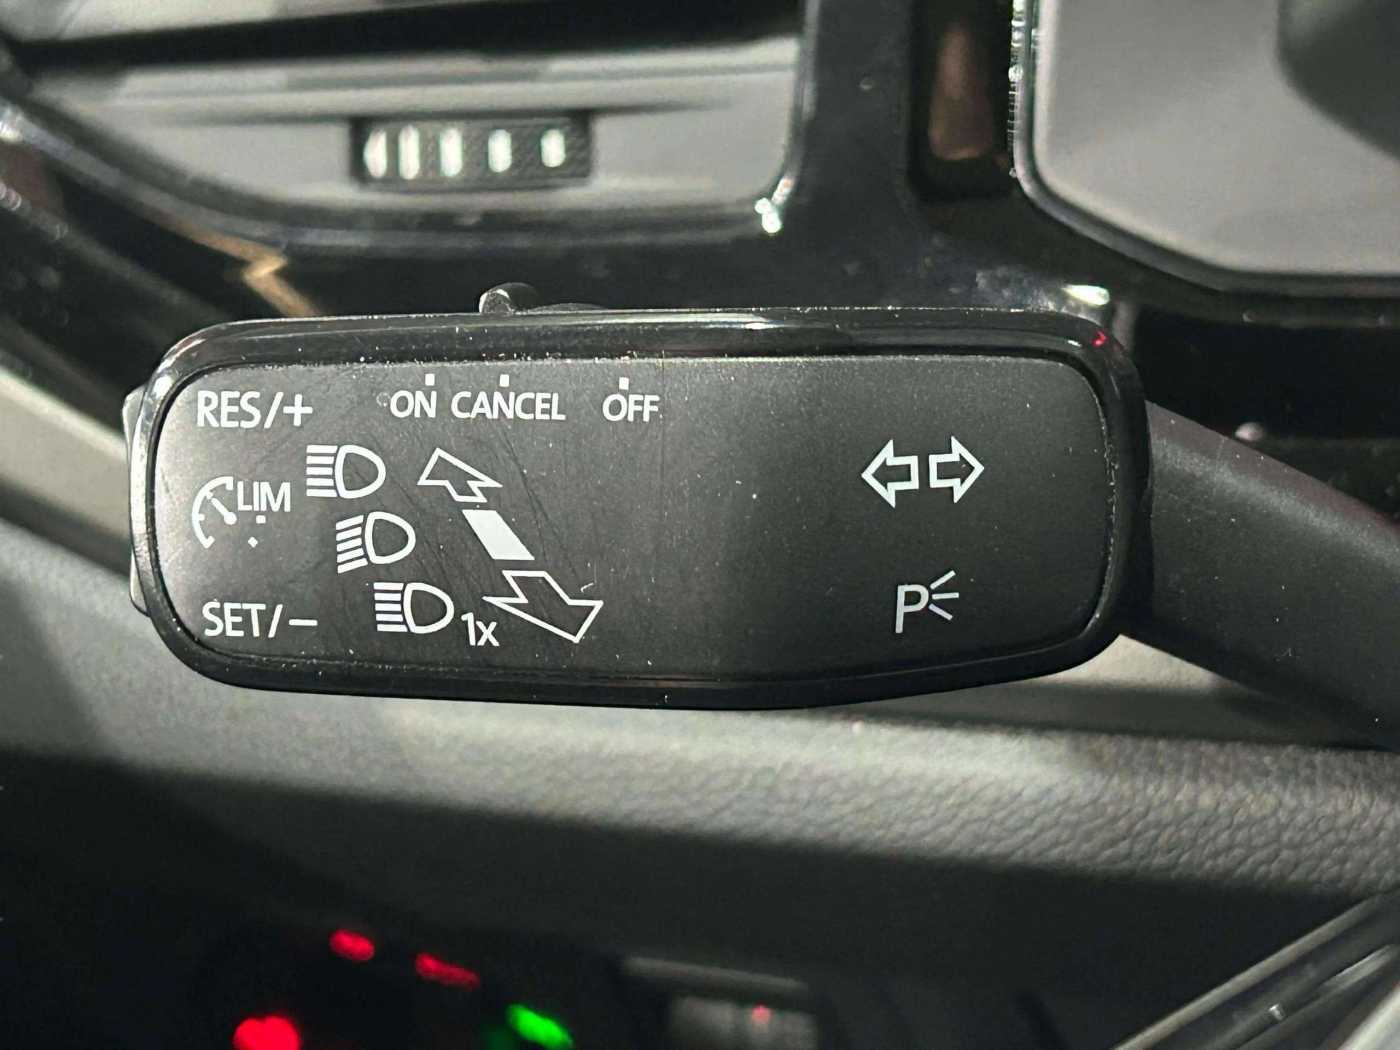 RES/+ ON CANCEL OFF
LIM
SET/− 1x
P